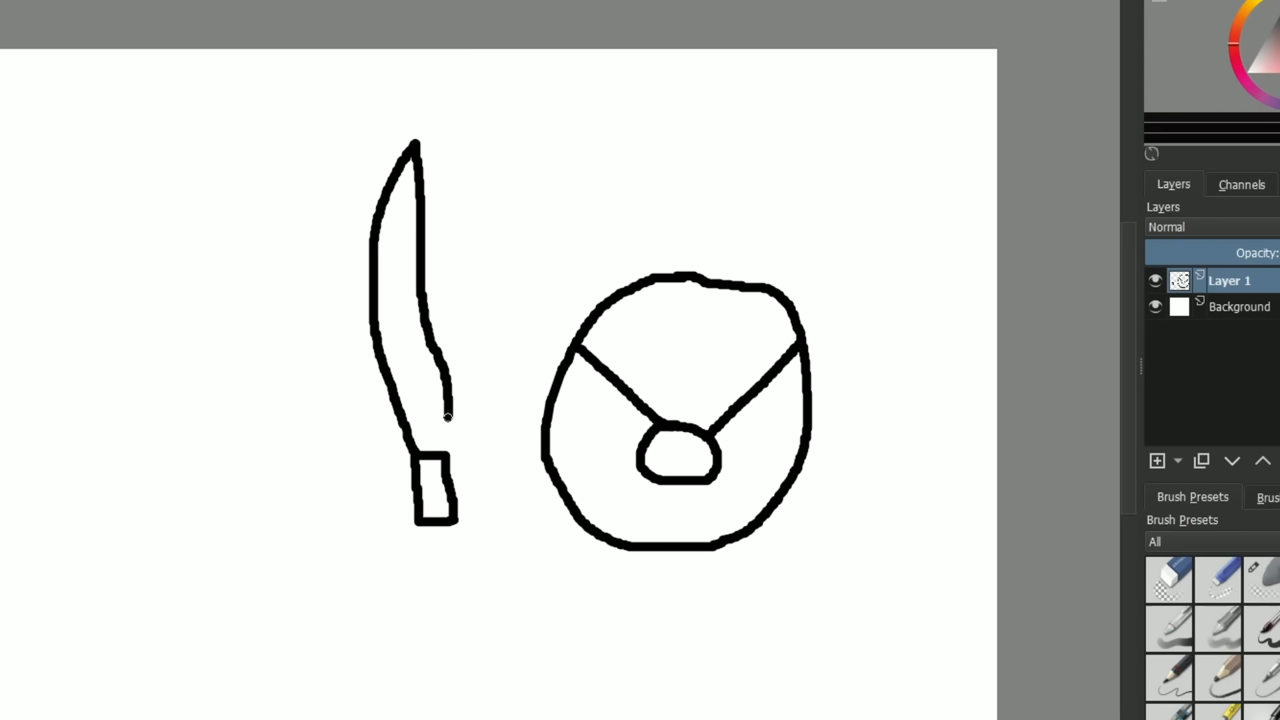 Layers Channels
Layers
Normal
Opacity:
Layer 1
Background
Brush Presets Brus
Brush Presets
All